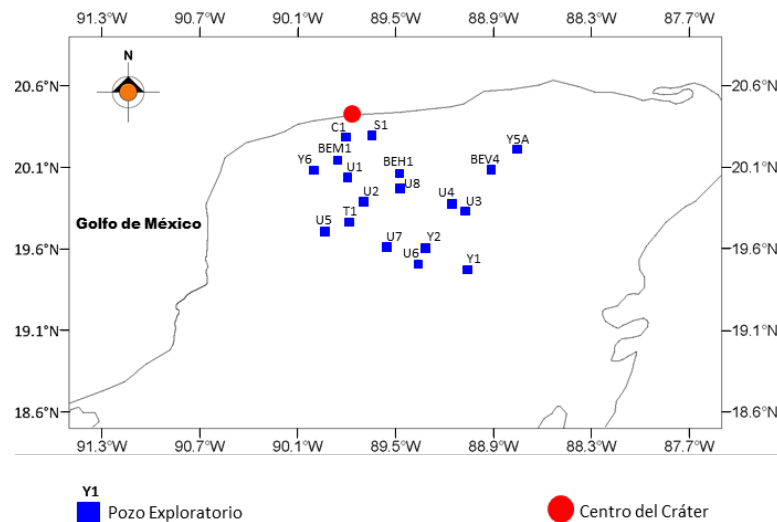 91.3°W 90.7°W 90.1°W 89.5°W 88.9°W 88.3°W 87.7°W
N
20.6°N 20.6°N
C1 S1
Y5A
BEM1
Y6 U1 BEH1 BEV4
20.1°N 20.1°N
U8
U2 U4 U3
T1
U5
Golfo de México
U7 Y2
19.6°N 19.6°N
U6 Y1
19.1°N 19.1°N
18.6°N 18.6°N
91.3°W 90.7°W 90.1°W 89.5°W 88.9°W 88.3°W 87.7°W
Y1
Pozo Exploratorio
Centro del Cráter